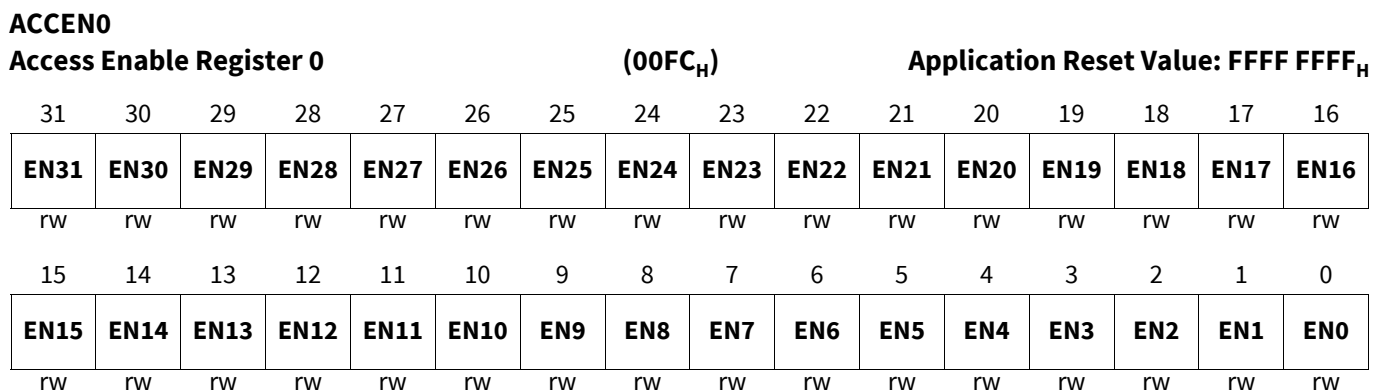 ACCEN0
Access Enable Register 0 (00FCH) Application Reset Value: FFFF FFFFH
31 30 29 28 27 26 25 24 23 22 21 20 19 18 17 16
EN31 EN30 EN29 EN28 EN27 EN26 EN25 EN24 EN23 EN22 EN21 EN20 EN19 EN18 EN17 EN16
rw rw rw rw rw rw rw rw rw rw rw rw rw rw rw rw
15 14 13 12 11 10 9 8 7 6 5 4 3 2 1 0
EN15 EN14 EN13 EN12 EN11 EN10 EN9 EN8 EN7 EN6 EN5 EN4 EN3 EN2 EN1 EN0
rw rw rw rw rw rw rw rw rw rw rw rw rw rw rw rw